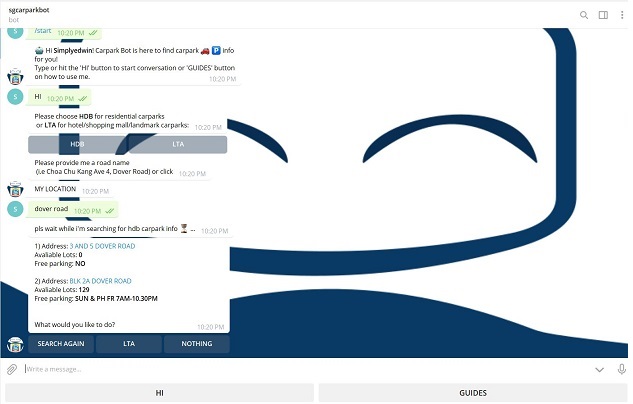 sgcarparkbot
bot
/start 10:20 PM
Hi Simplyedwin! Carpark Bot is here to find carpark 🚗 🅿 info
for you!
Type or hit the 'HI' button to start conversation or 'GUIDES' button
on how to use me. 10:20 PM
S
HI 10:20 PM
Please choose HDB for residential carparks
or LTA for hotel/shopping mall/landmark carparks: 10:20 PM
HDB LTA
Please provide me a road name
(i.e Choa Chu Kang Ave 4, Dover Road) or click 10:20 PM
MY LOCATION 10:20 PM
S
dover road 10:20 PM
pls wait while i'm searching for hdb carpark info ⏳ ... 10:20 PM
1) Address: 3 AND 5 DOVER ROAD
Avaliable Lots: 0
Free parking: NO
2) Address: BLK 2A DOVER ROAD
Avaliable Lots: 129
Free parking: SUN & PH FR 7AM-10.30PM
What would you like to do? 10:20 PM
SEARCH AGAIN LTA NOTHING
Write a message...
HI GUIDES